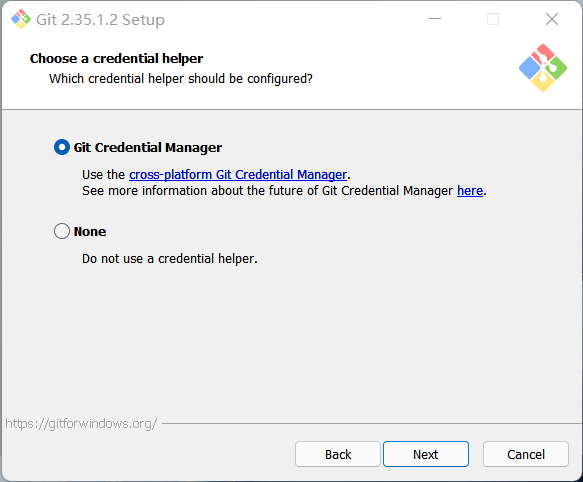 Git 2.35.1.2 Setup
Choose a credential helper
Which credential helper should be configured?
Git Credential Manager
Use the cross-platform Git Credential Manager.
See more information about the future of Git Credential Manager here.
None
Do not use a credential helper.
https://gitforwindows.org/
Back Next Cancel